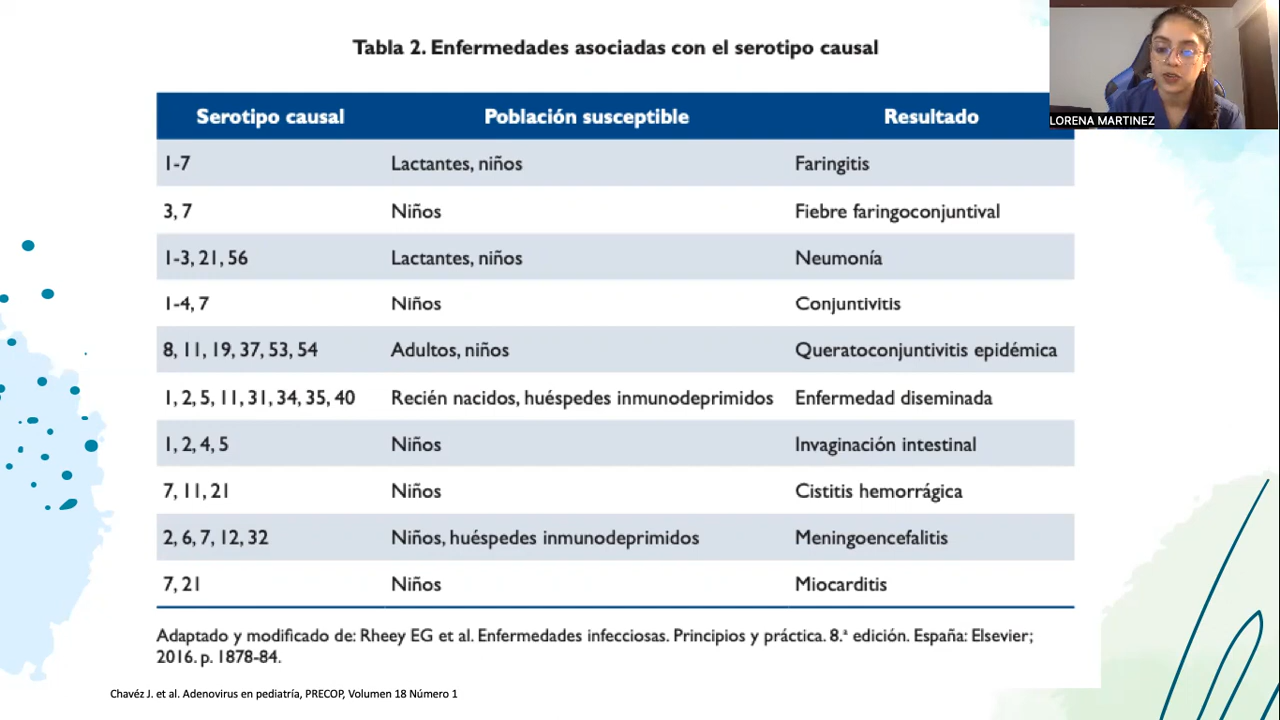 Tabla 2. Enfermedades asociadas con el serotipo causal
LORENA MARTINEZ
Serotipo causal Población susceptible Resultado
1-7 Lactantes, niños Faringitis
3, 7 Niños Fiebre faringoconjuntival
1-3, 21, 56 Lactantes, niños Neumonía
1-4, 7 Niños Conjuntivitis
8, 11, 19, 37, 53, 54 Adultos, niños Queratoconjuntivitis epidémica
1, 2, 5, 11, 31, 34, 35, 40 Recién nacidos, huéspedes inmunodeprimidos Enfermedad diseminada
1, 2, 4, 5 Niños Invaginación intestinal
7, 11, 21 Niños Cistitis hemorrágica
2, 6, 7, 12, 32 Niños, huéspedes inmunodeprimidos Meningoencefalitis
7, 21 Niños Miocarditis
Adaptado y modificado de: Rheey EG et al. Enfermedades infecciosas. Principios y práctica. 8.ª edición. España: Elsevier;
2016. p. 1878-84.
Chavéz J. et al. Adenovirus en pediatría, PRECOP, Volumen 18 Número 1